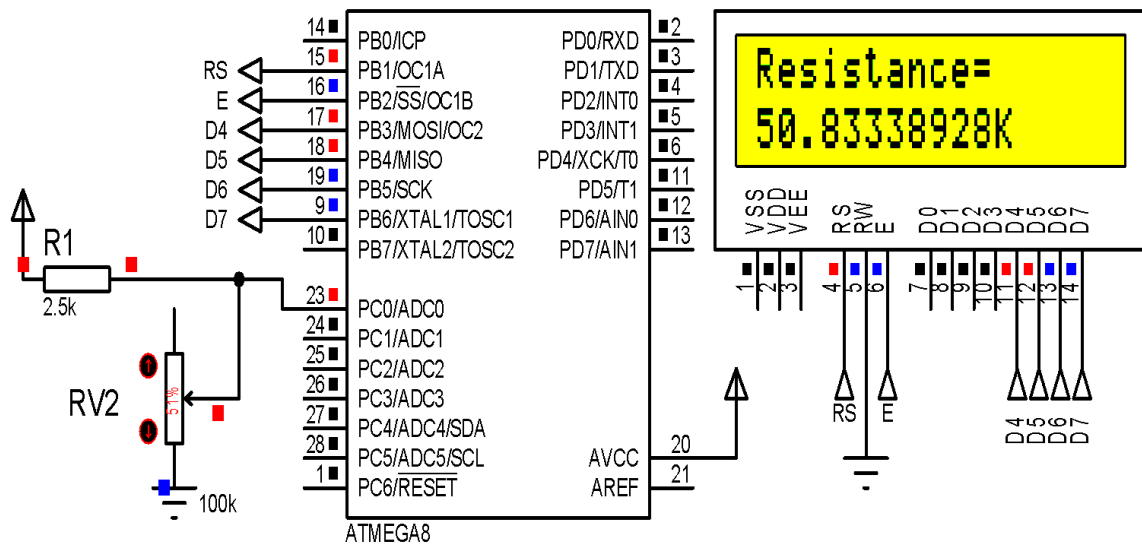 14 PB0/ICP
15 PB1/OC1A
16 PB2/SS/OC1B
17 PB3/MOSI/OC2
18 PB4/MISO
19 PB5/SCK
9 PB6/XTAL1/TOSC1
10 PB7/XTAL2/TOSC2
23 PC0/ADC0
24 PC1/ADC1
25 PC2/ADC2
26 PC3/ADC3
27 PC4/ADC4/SDA
28 PC5/ADC5/SCL
1 PC6/RESET
PD0/RXD 2
PD1/TXD 3
PD2/INT0 4
PD3/INT1 5
PD4/XCK/T0 6
PD5/T1 11
PD6/AIN0 12
PD7/AIN1 13
AVCC 20
AREF 21
ATMEGA8
RS
E
D4
D5
D6
D7
R1
2.5k
RV2
51%
100k
Resistance=
50.83338928K
VSS
VDD
VEE
RS
RW
E
D0
D1
D2
D3
D4
D5
D6
D7
1
2
3
4
5
6
7
8
9
10
11
12
13
14
RS
E
D4
D5
D6
D7